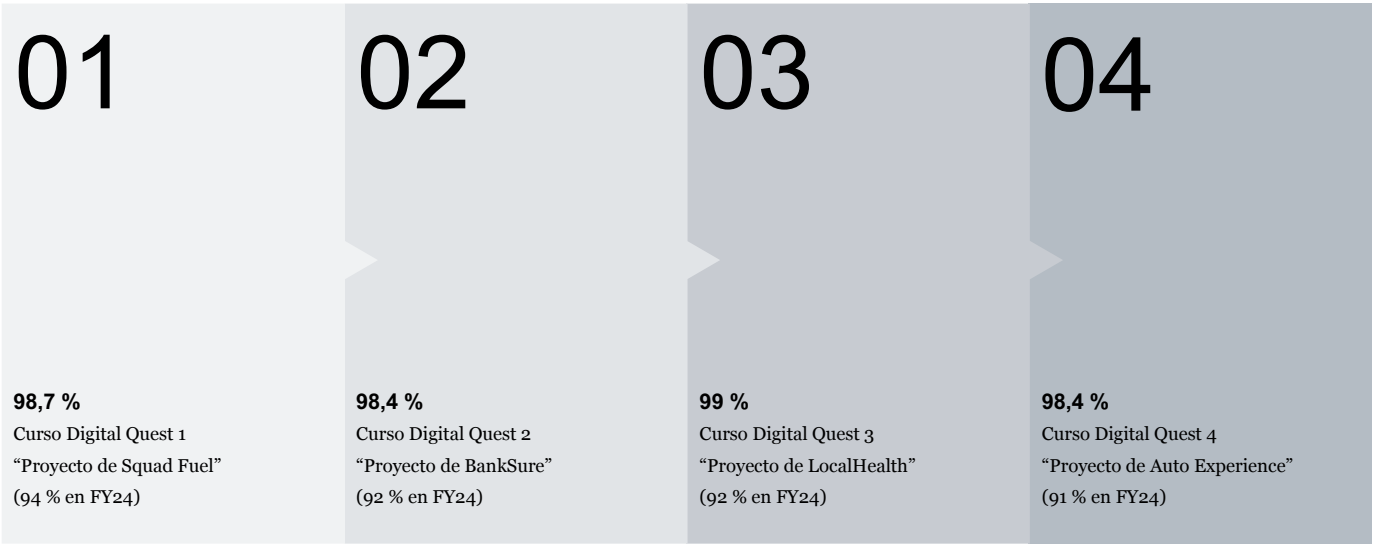 01
98,7 %
Curso Digital Quest 1
“Proyecto de Squad Fuel”
(94 % en FY24)
02
98,4 %
Curso Digital Quest 2
“Proyecto de BankSure”
(92 % en FY24)
03
99 %
Curso Digital Quest 3
“Proyecto de LocalHealth”
(92 % en FY24)
04
98,4 %
Curso Digital Quest 4
“Proyecto de Auto Experience”
(91 % en FY24)